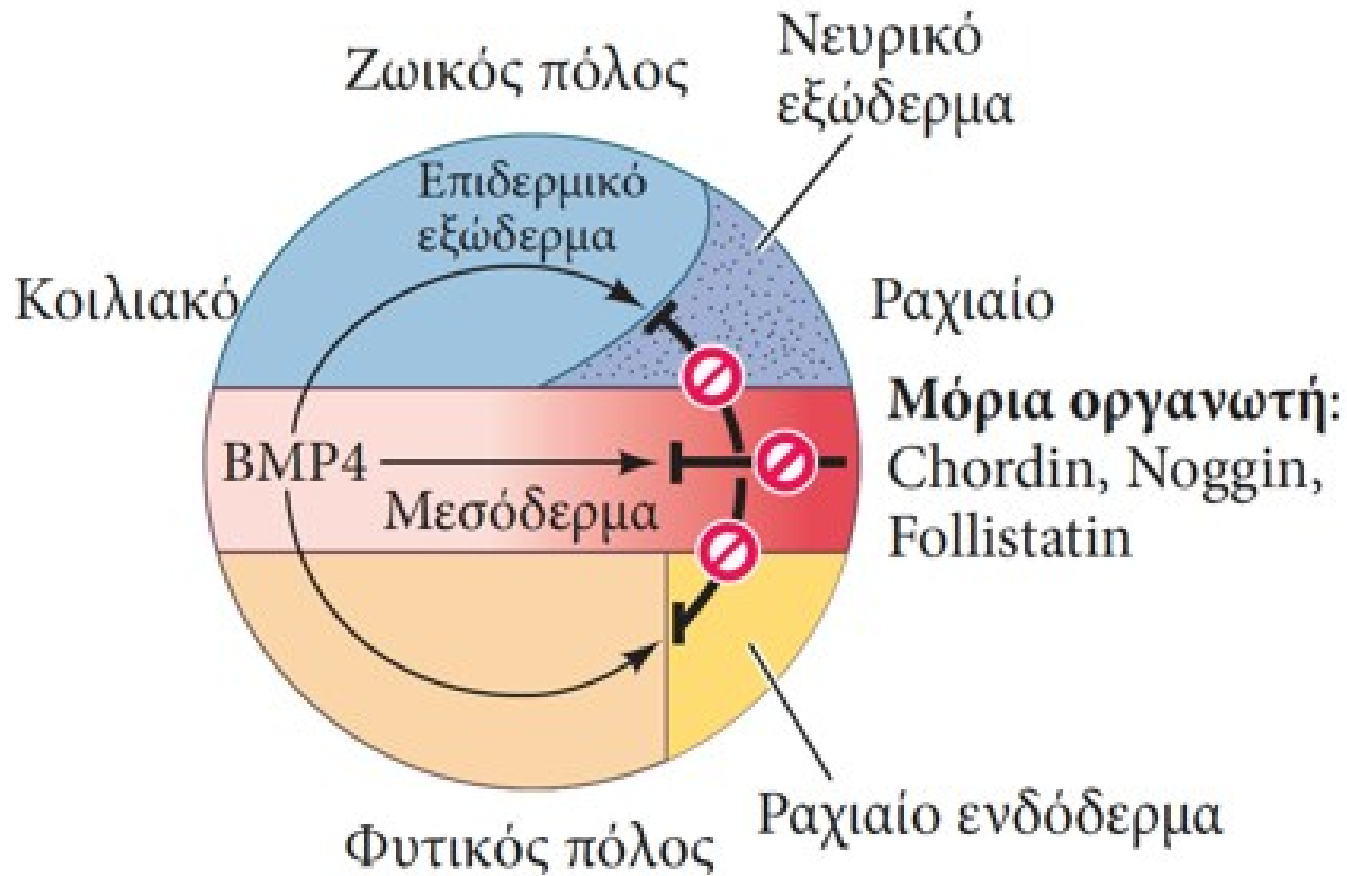 Ζωικός πόλος
Νευρικό
εξώδερμα
Επιδερμικό
εξώδερμα
Κοιλιακό
Ραχιαίο
Μόρια οργανωτή:
Chordin, Noggin,
Follistatin
BMP4
Μεσόδερμα
Ραχιαίο ενδόδερμα
Φυτικός πόλος